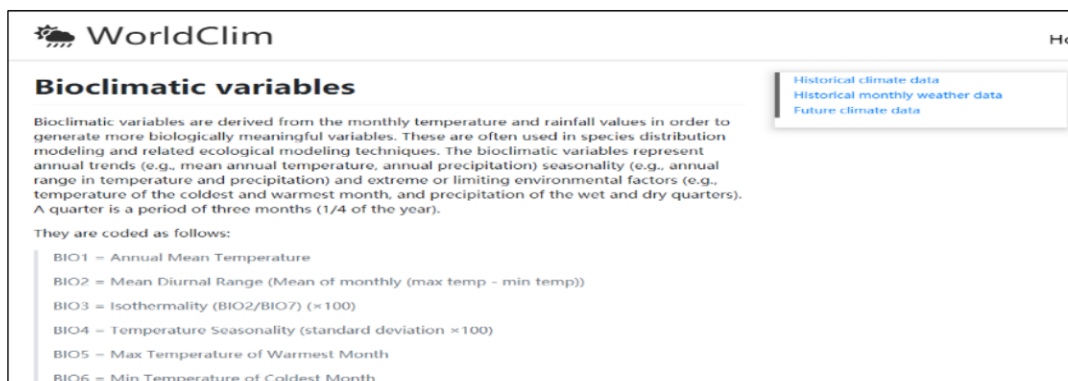 WorldClim
Bioclimatic variables
Bioclimatic variables are derived from the monthly temperature and rainfall values in order to
generate more biologically meaningful variables. These are often used in species distribution
modeling and related ecological modeling techniques. The bioclimatic variables represent
annual trends (e.g., mean annual temperature, annual precipitation) seasonality (e.g., annual
range in temperature and precipitation) and extreme or limiting environmental factors (e.g.,
temperature of the coldest and warmest month, and precipitation of the wet and dry quarters).
A quarter is a period of three months (1/4 of the year).
They are coded as follows:
BIO1 = Annual Mean Temperature
BIO2 = Mean Diurnal Range (Mean of monthly (max temp - min temp))
BIO3 = Isothermality (BIO2/BIO7) (×100)
BIO4 = Temperature Seasonality (standard deviation ×100)
BIO5 = Max Temperature of Warmest Month
BIO6 = Min Temperature of Coldest Month
Historical climate data
Historical monthly weather data
Future climate data